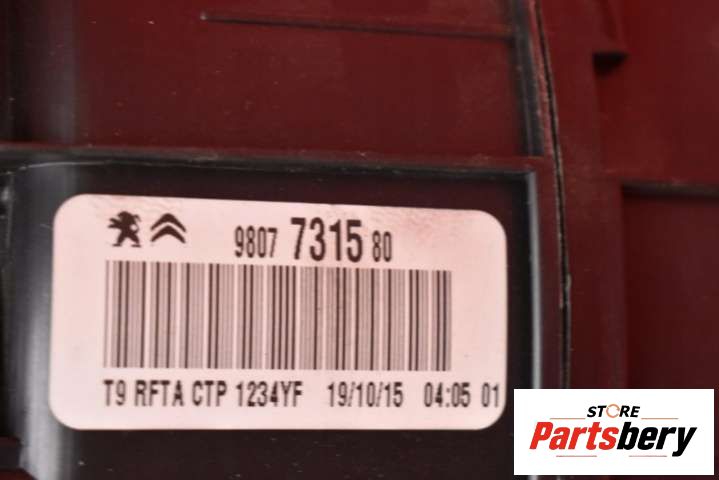 9807 7315 80
T9 RFTA CTP 1234YF 19/10/15 04:05 01
STORE
Partsbery